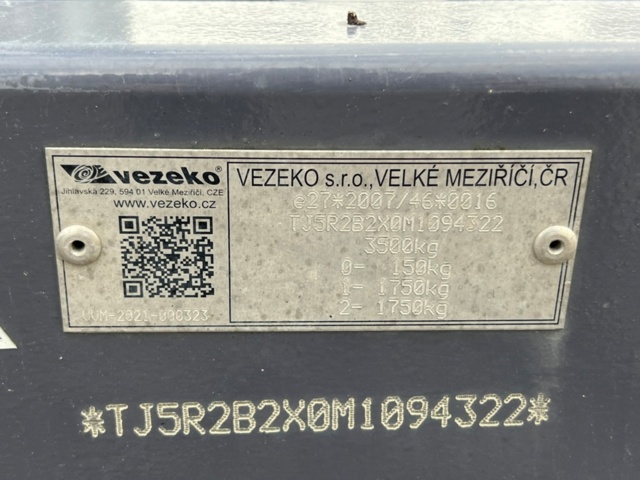 vezeko®
Jihlavská 229, 594 01 Velké Meziříčí, CZE
www.vezeko.cz
VEZEKO s.r.o., VELKÉ MEZIŘÍČÍ, ČR
e27*2007/46*0016
TJ5R2B2X0M1094322
3500kg
0- 150kg
1- 1750kg
2- 1750kg
*TJ5R2B2X0M1094322*